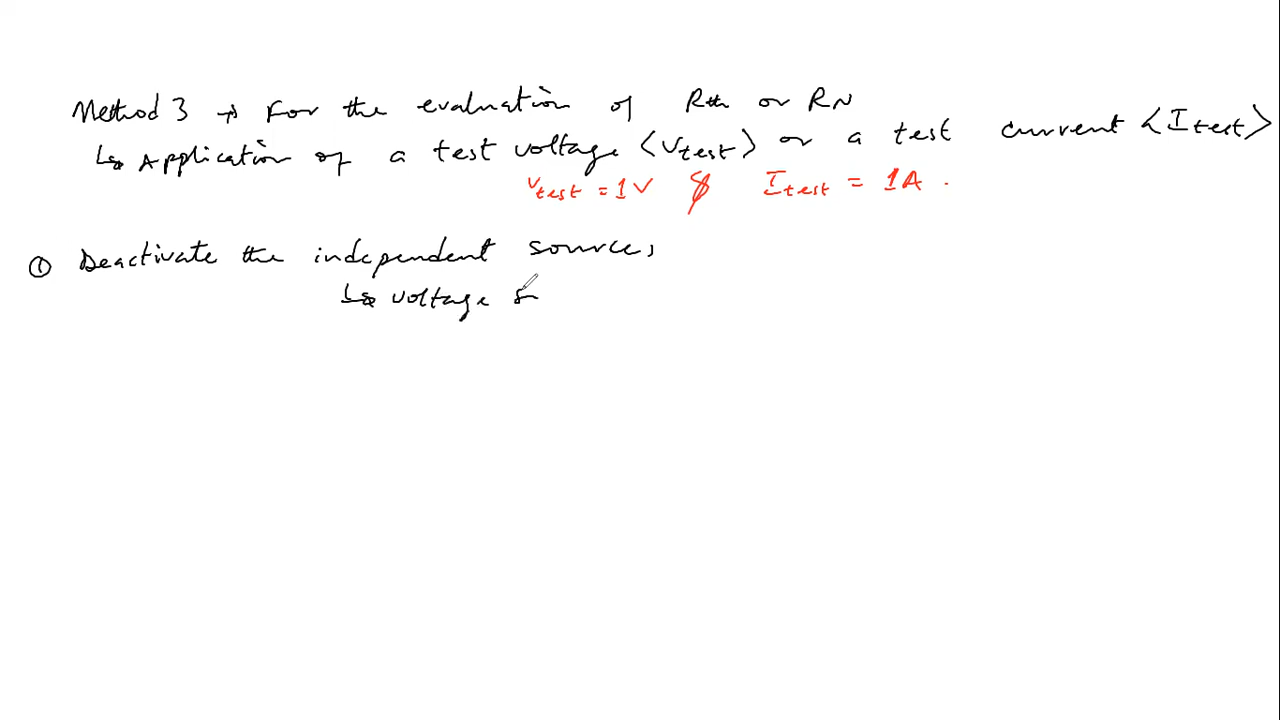 Method 3 → For the evaluation of Rth or RN
↳ Application of a test voltage <Vtest> or a test current <Itest>
Vtest = 1V & Itest = 1A.
① Deactivate the independent sources
↳ voltage s